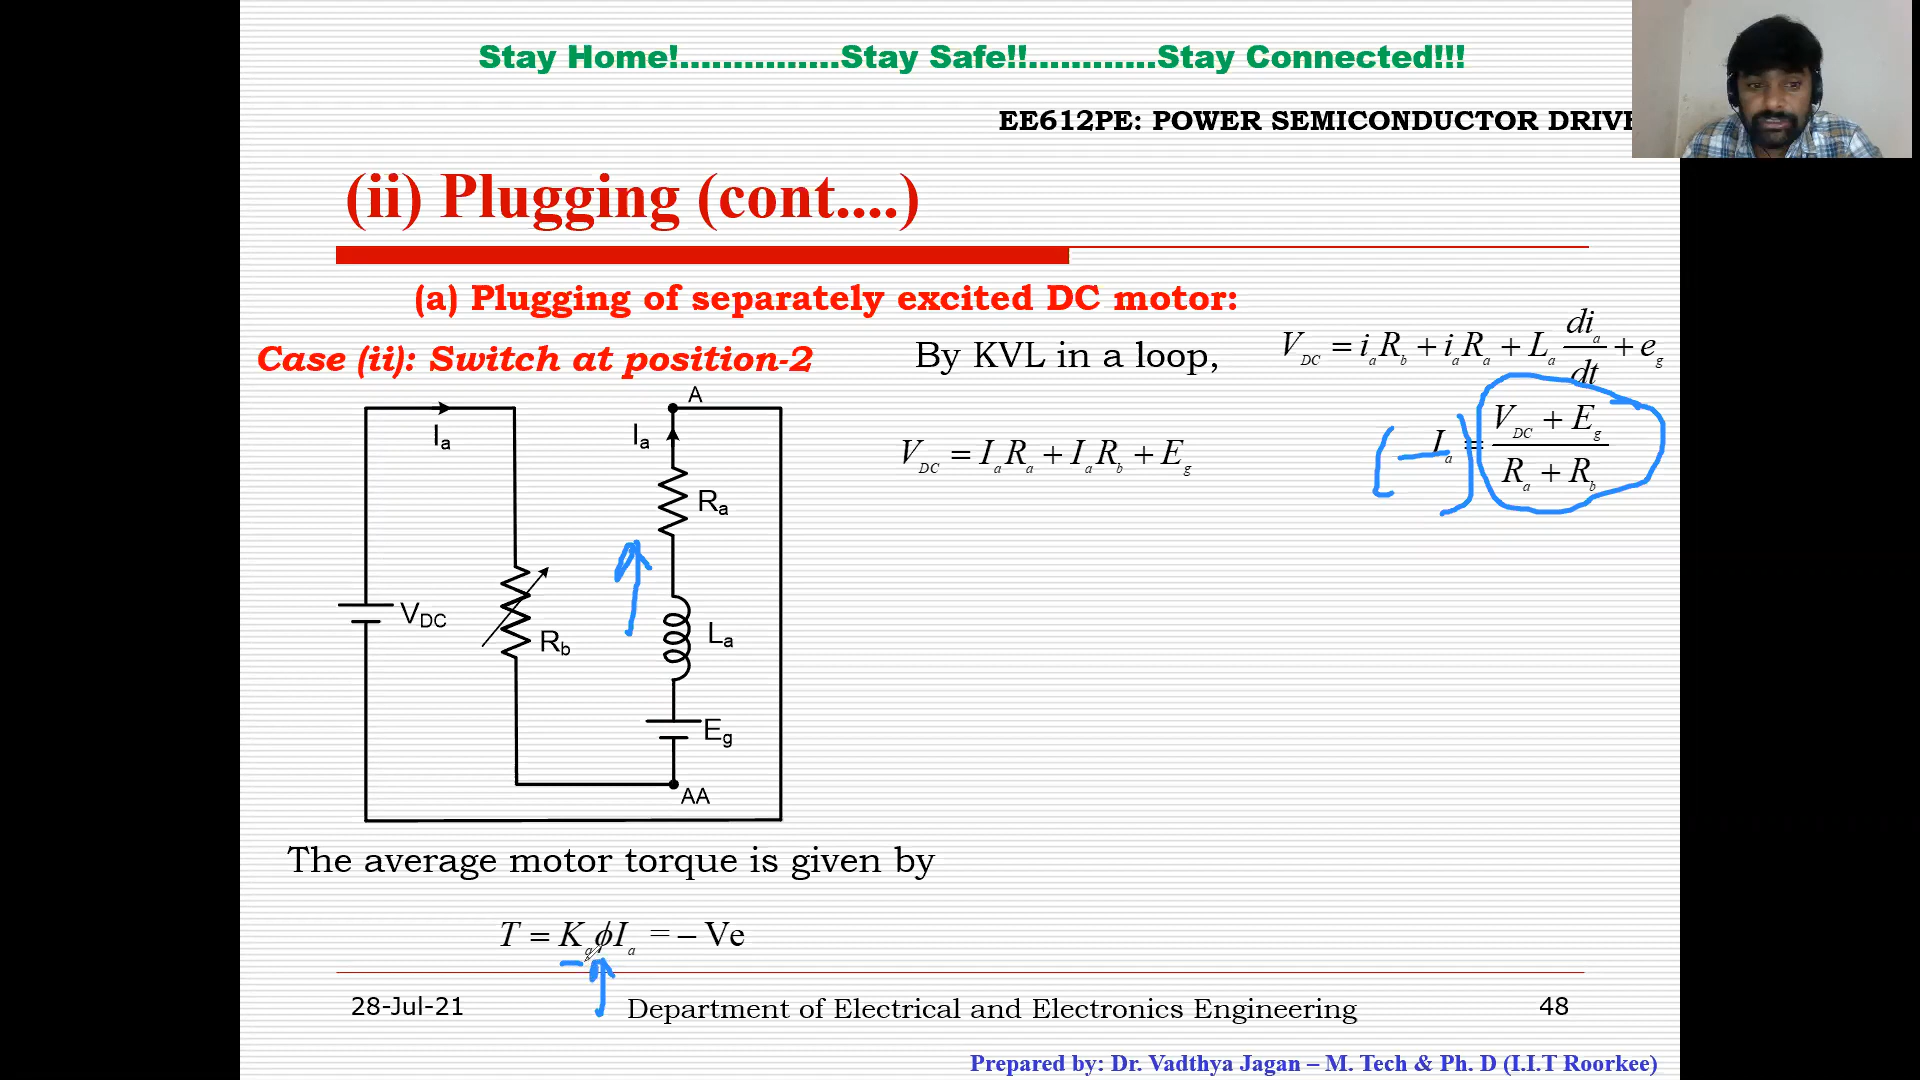 Stay Home!...............Stay Safe!!............Stay Connected!!!
EE612PE: POWER SEMICONDUCTOR DRIVE
(ii) Plugging (cont....)
(a) Plugging of separately excited DC motor:
Case (ii): Switch at position-2
By KVL in a loop,
V_DC = i_a R_b + i_a R_a + L_a di_a/dt + e_g
V_DC = I_a R_a + I_a R_b + E_g
(-I_a) = (V_DC + E_g)/(R_a + R_b)
A
I_a
I_a
R_a
V_DC
R_b
L_a
E_g
AA
The average motor torque is given by
T = K_a ϕ I_a = – Ve
28-Jul-21
Department of Electrical and Electronics Engineering
48
Prepared by: Dr. Vadthya Jagan – M. Tech & Ph. D (I.I.T Roorkee)